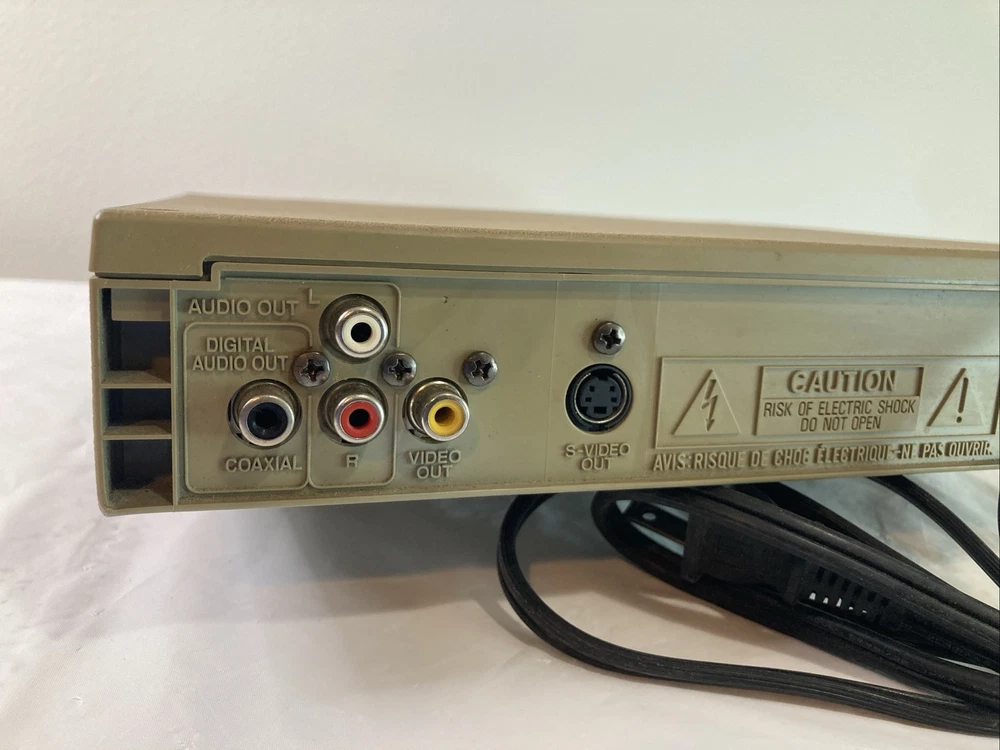 AUDIO OUT L
DIGITAL
AUDIO OUT
COAXIAL
R
VIDEO
OUT
S-VIDEO
OUT
CAUTION
RISK OF ELECTRIC SHOCK
DO NOT OPEN
AVIS: RISQUE DE CHOC ÉLECTRIQUE-NE PAS OUVRIR.